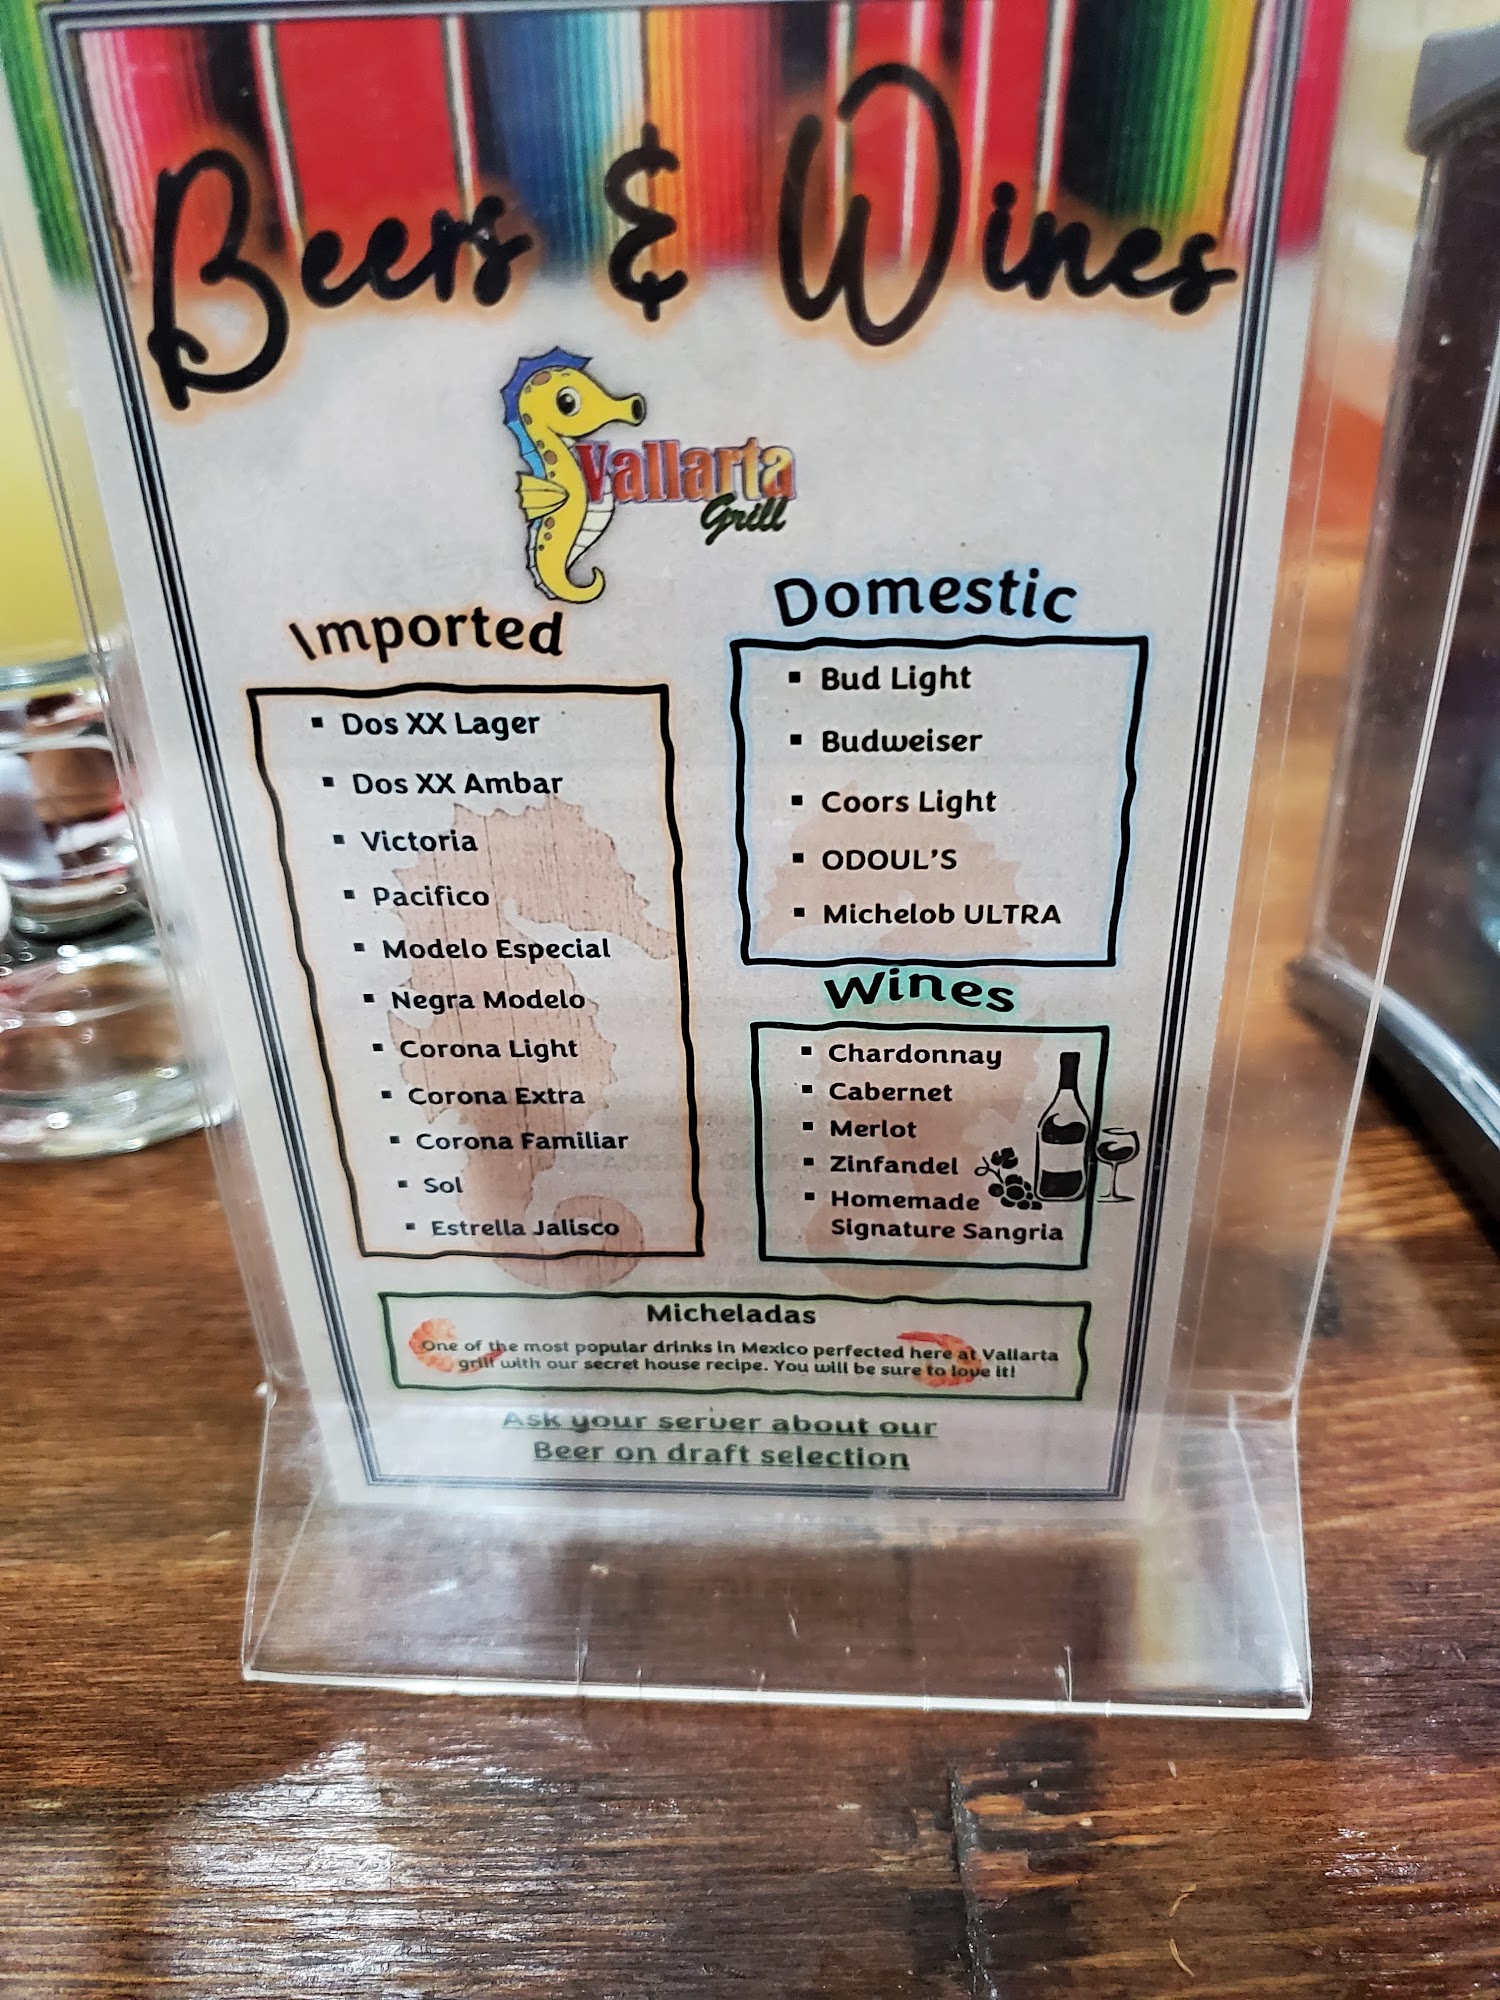 Beers & Wines
Vallarta
Grill
Imported
▪ Dos XX Lager
▪ Dos XX Ambar
▪ Victoria
▪ Pacifico
▪ Modelo Especial
▪ Negra Modelo
▪ Corona Light
▪ Corona Extra
▪ Corona Familiar
▪ Sol
▪ Estrella Jalisco
Domestic
▪ Bud Light
▪ Budweiser
▪ Coors Light
▪ ODOUL'S
▪ Michelob ULTRA
Wines
▪ Chardonnay
▪ Cabernet
▪ Merlot
▪ Zinfandel
▪ Homemade
Signature Sangria
Micheladas
One of the most popular drinks in Mexico perfected here at Vallarta
grill with our secret house recipe. You will be sure to love it!
Ask your server about our
Beer on draft selection